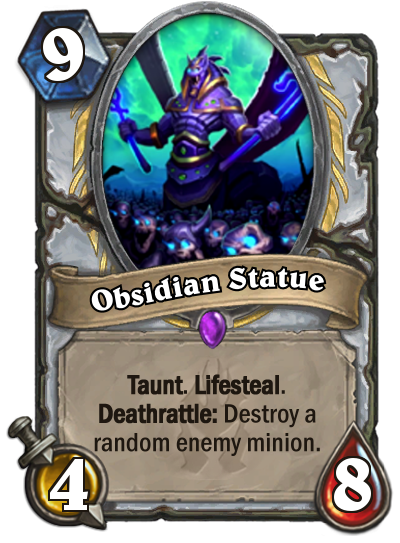 9
Obsidian Statue
Taunt. Lifesteal.
Deathrattle: Destroy a
random enemy minion.
4
8